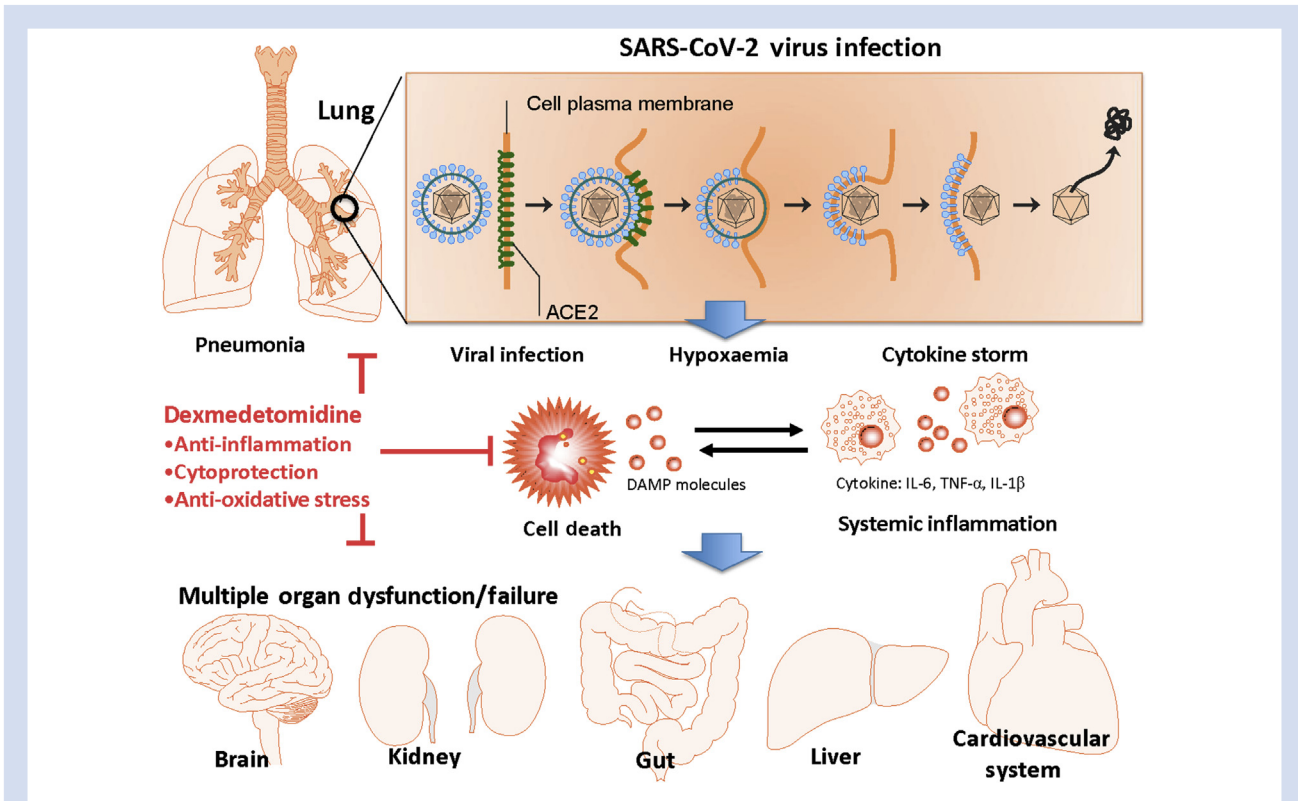 SARS-CoV-2 virus infection
Lung
Cell plasma membrane
ACE2
Pneumonia
Viral infection
Hypoxaemia
Cytokine storm
Dexmedetomidine
•Anti-inflammation
•Cytoprotection
•Anti-oxidative stress
DAMP molecules
Cell death
Cytokine: IL-6, TNF-α, IL-1β
Systemic inflammation
Multiple organ dysfunction/failure
Brain
Kidney
Gut
Liver
Cardiovascular
system